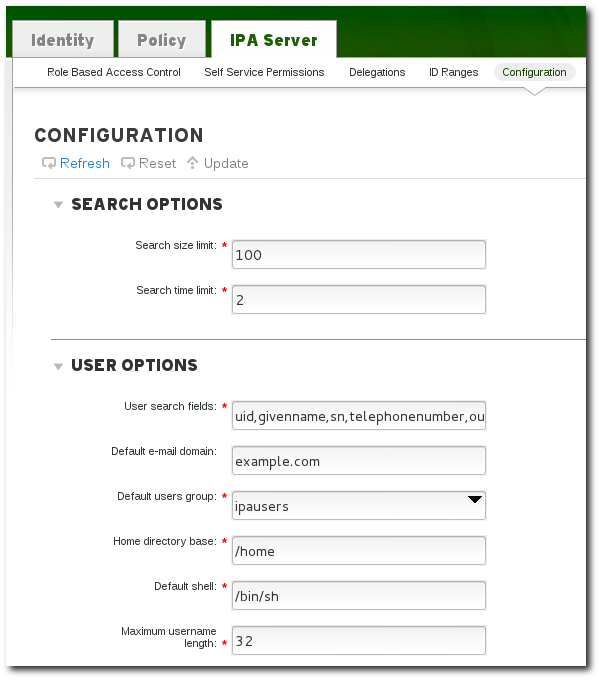 Identity Policy IPA Server
Role Based Access Control Self Service Permissions Delegations ID Ranges Configuration
CONFIGURATION
Refresh Reset Update
SEARCH OPTIONS
Search size limit: * 100
Search time limit: * 2
USER OPTIONS
User search fields: * uid,givenname,sn,telephonenumber,ou
Default e-mail domain: example.com
Default users group: * ipausers
Home directory base: * /home
Default shell: * /bin/sh
Maximum username
length: * 32